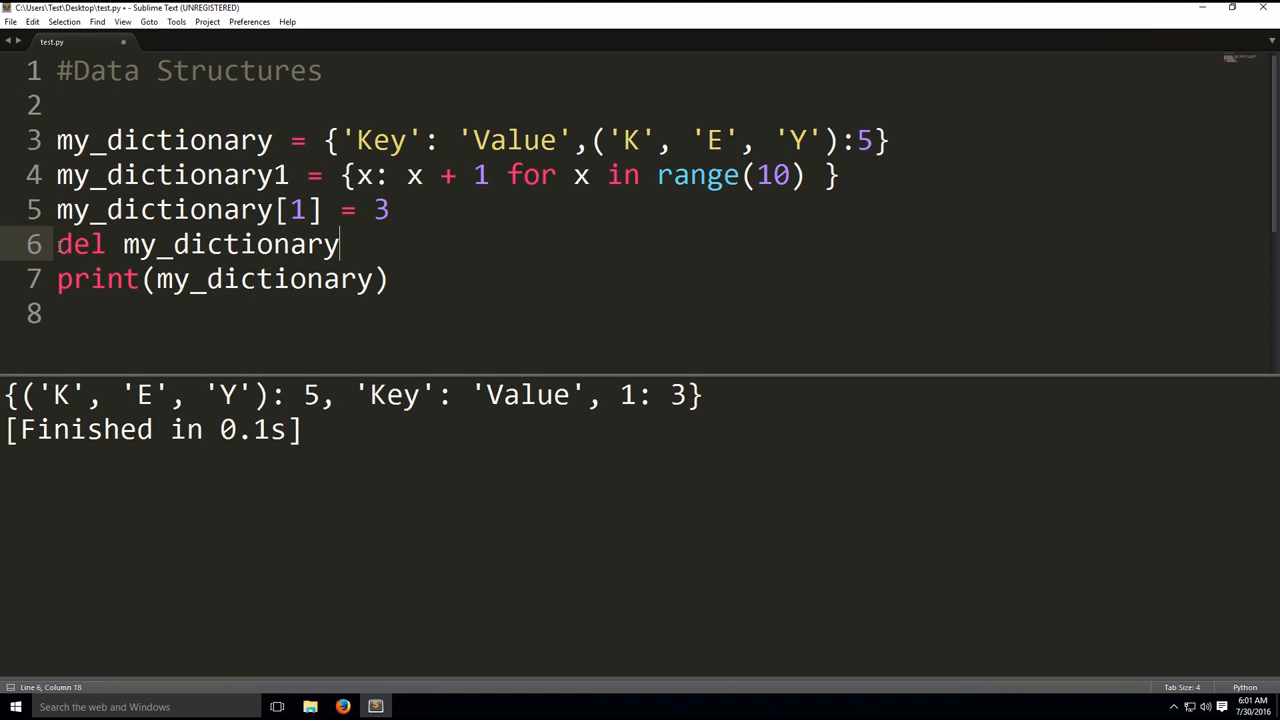 C:\Users\Test\Desktop\test.py • - Sublime Text (UNREGISTERED)
File Edit Selection Find View Goto Tools Project Preferences Help
test.py
1 #Data Structures
2
3 my_dictionary = {'Key': 'Value',('K', 'E', 'Y'):5}
4 my_dictionary1 = {x: x + 1 for x in range(10) }
5 my_dictionary[1] = 3
6 del my_dictionary
7 print(my_dictionary)
8
{('K', 'E', 'Y'): 5, 'Key': 'Value', 1: 3}
[Finished in 0.1s]
Line 6, Column 18
Tab Size: 4
Python
Search the web and Windows
6:01 AM
7/30/2016